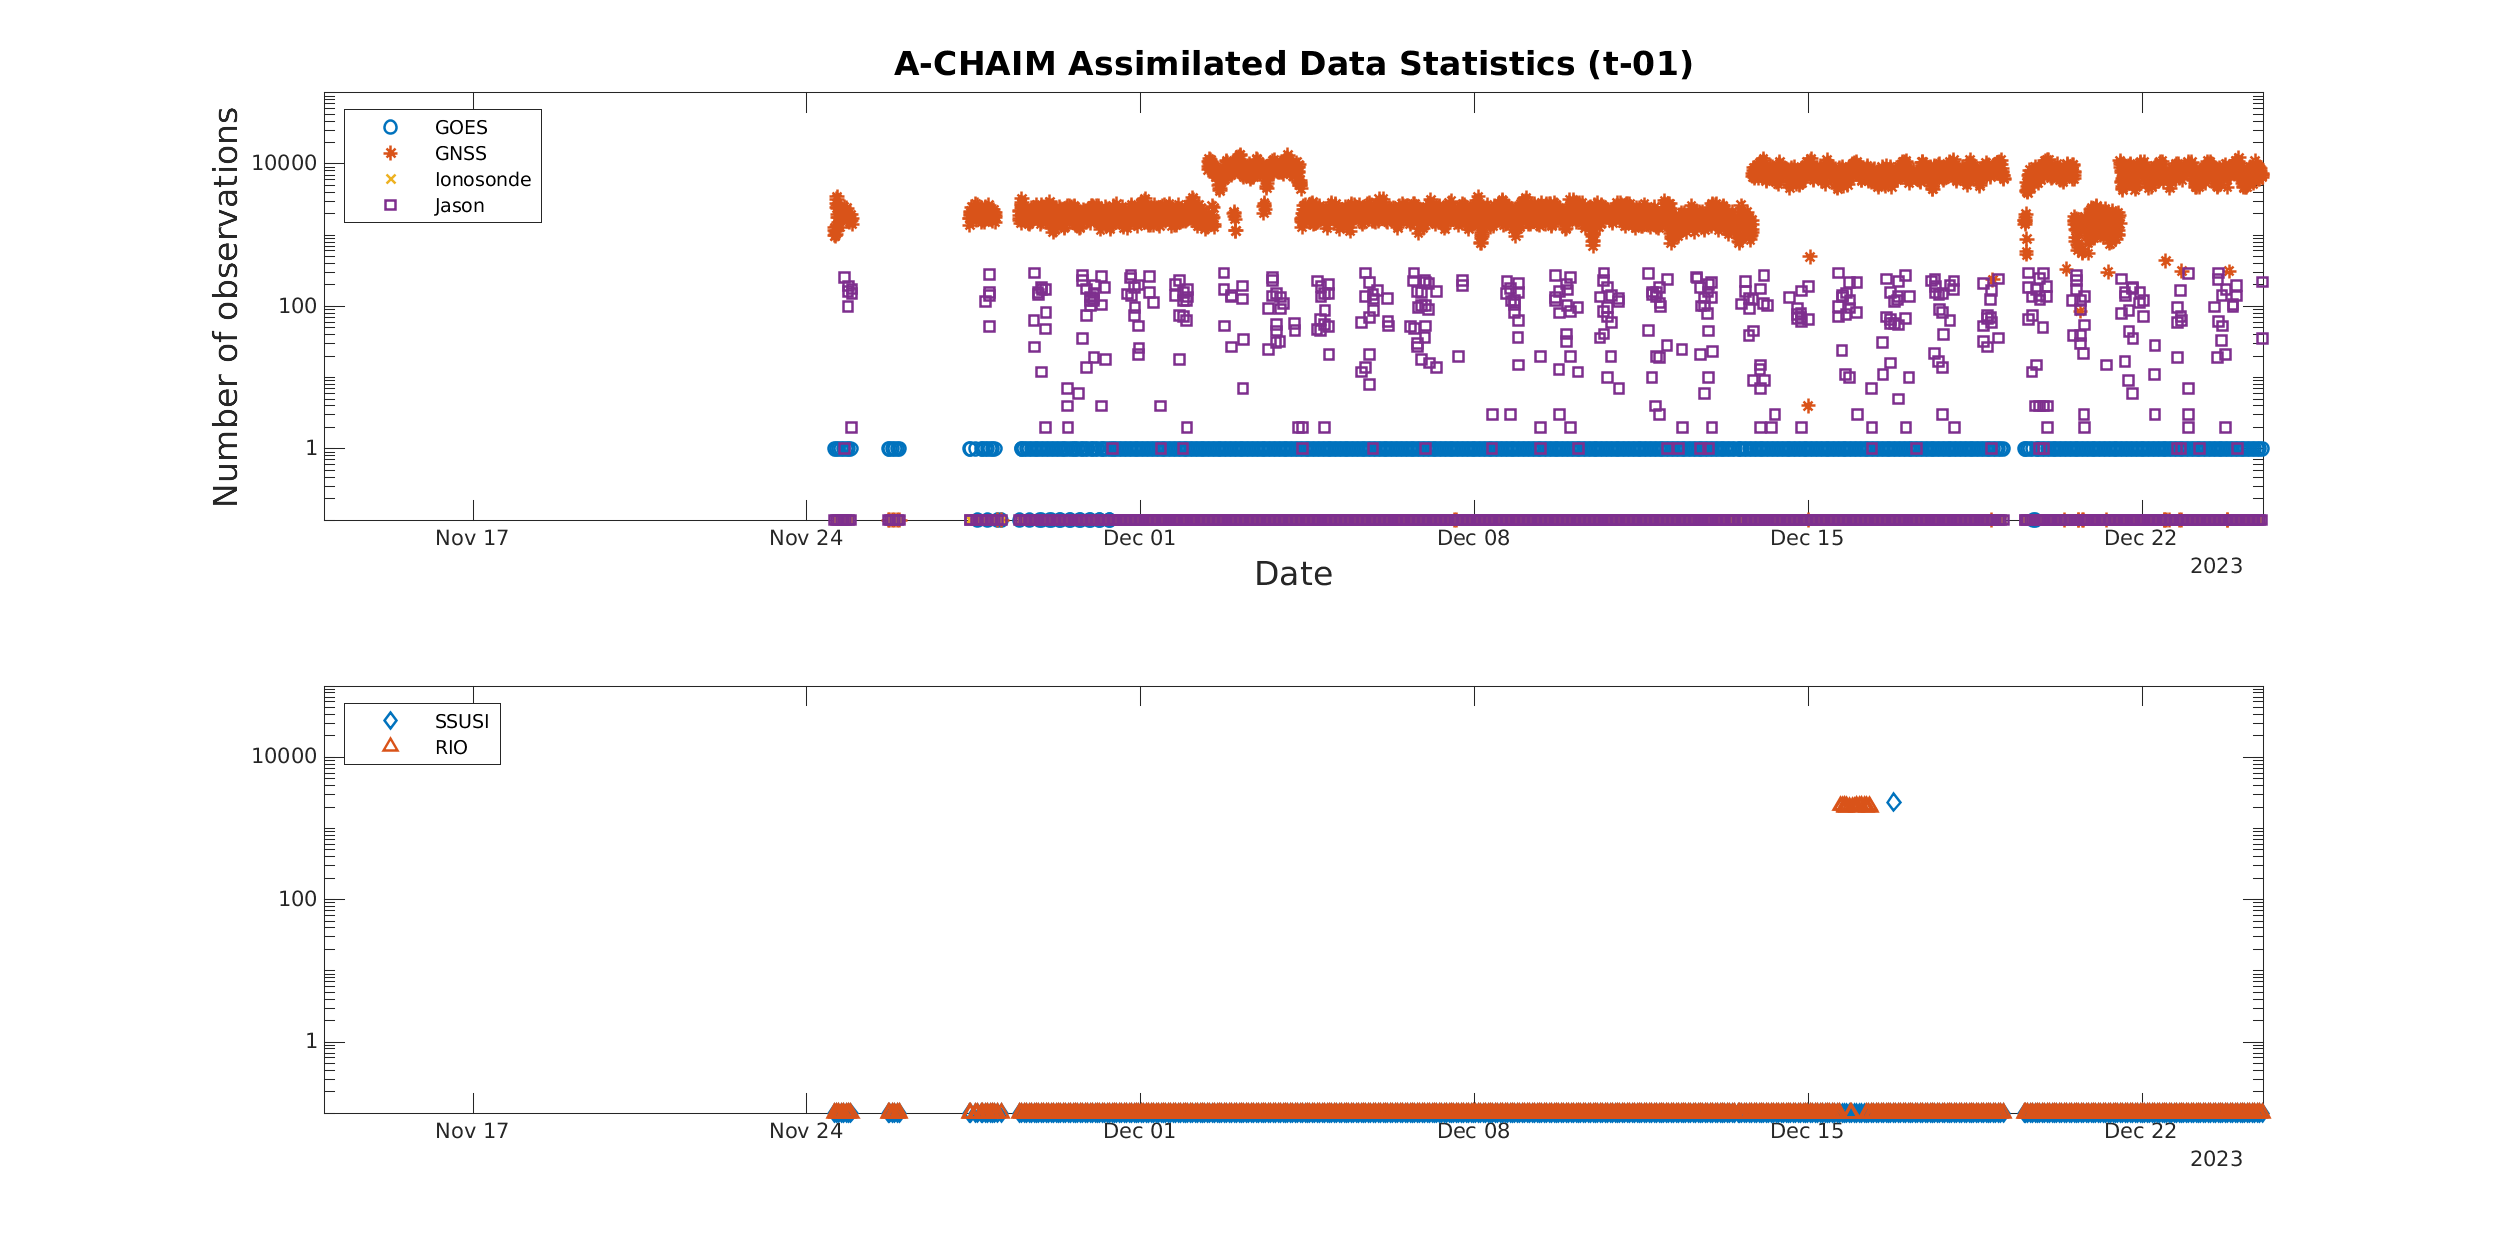 A-CHAIM Assimilated Data Statistics (t-01)
Number of observations
10000
100
1
GOES
GNSS
Ionosonde
Jason
Nov 17
Nov 24
Dec 01
Dec 08
Dec 15
Dec 22
2023
Date
10000
100
1
SSUSI
RIO
Nov 17
Nov 24
Dec 01
Dec 08
Dec 15
Dec 22
2023